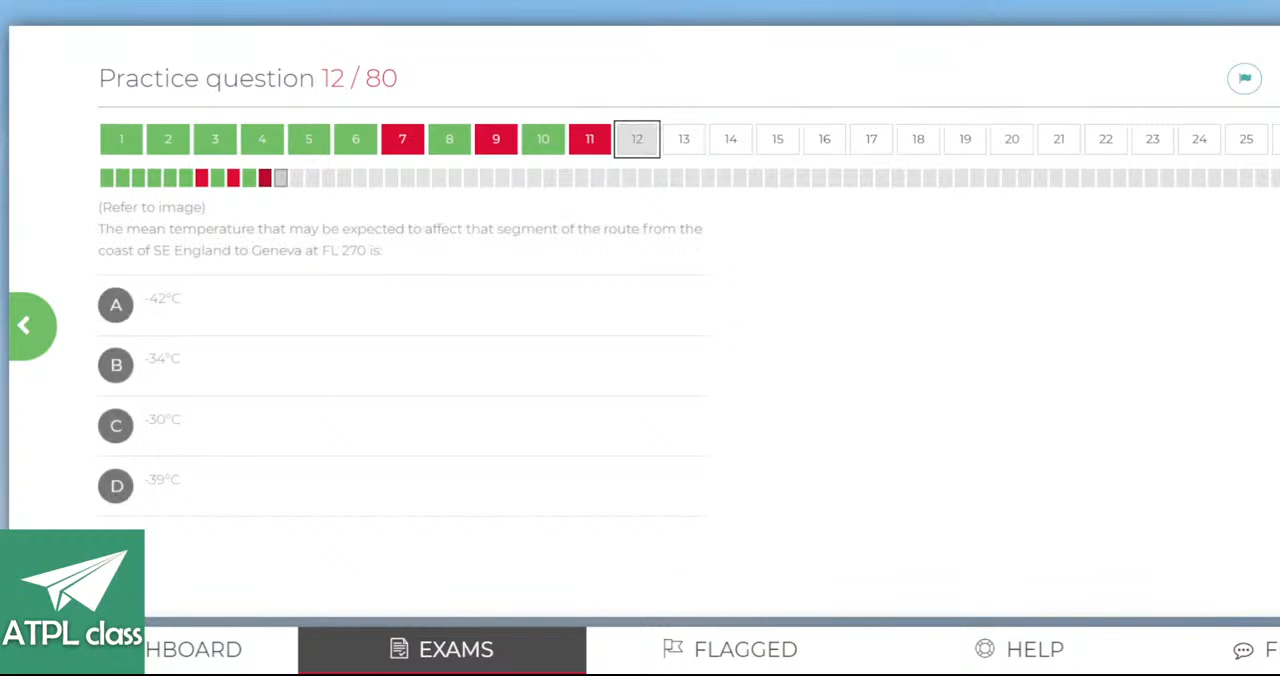 Practice question 12 / 80
1 2 3 4 5 6 7 8 9 10 11 12 13 14 15 16 17 18 19 20 21 22 23 24 25
(Refer to image)
The mean temperature that may be expected to affect that segment of the route from the
coast of SE England to Geneva at FL 270 is:
A -42°C
B -34°C
C -30°C
D -39°C
ATPL class
HBOARD EXAMS FLAGGED HELP F